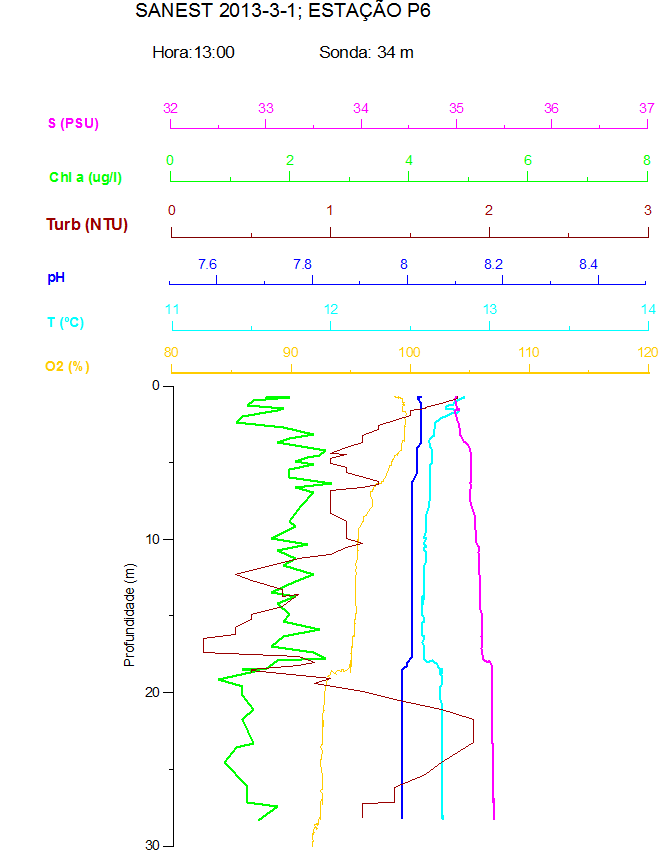 SANEST 2013-3-1; ESTAÇÃO P6
Hora:13:00 Sonda: 34 m
32 33 34 35 36 37
S (PSU)
0 2 4 6 8
Chl a (ug/l)
0 1 2 3
Turb (NTU)
7.6 7.8 8 8.2 8.4
pH
11 12 13 14
T (ºC)
80 90 100 110 120
O2 (%)
0
10
Profundidade (m)
20
30